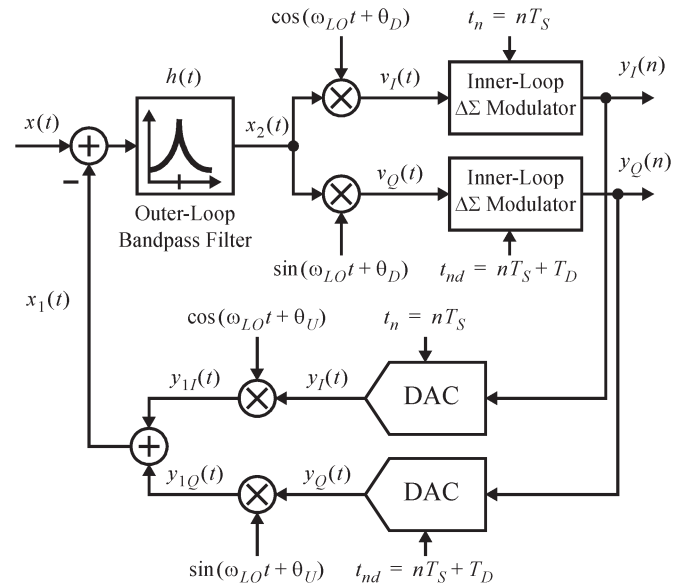 cos(ω_LO t + θ_D)
t_n = nT_S
h(t)
v_I(t)
Inner-Loop
ΔΣ Modulator
y_I(n)
x(t)
+
−
x_2(t)
Outer-Loop
Bandpass Filter
v_Q(t)
Inner-Loop
ΔΣ Modulator
y_Q(n)
sin(ω_LO t + θ_D)
t_nd = nT_S + T_D
x_1(t)
cos(ω_LO t + θ_U)
t_n = nT_S
y_1I(t)
y_I(t)
DAC
+
y_1Q(t)
y_Q(t)
DAC
sin(ω_LO t + θ_U)
t_nd = nT_S + T_D